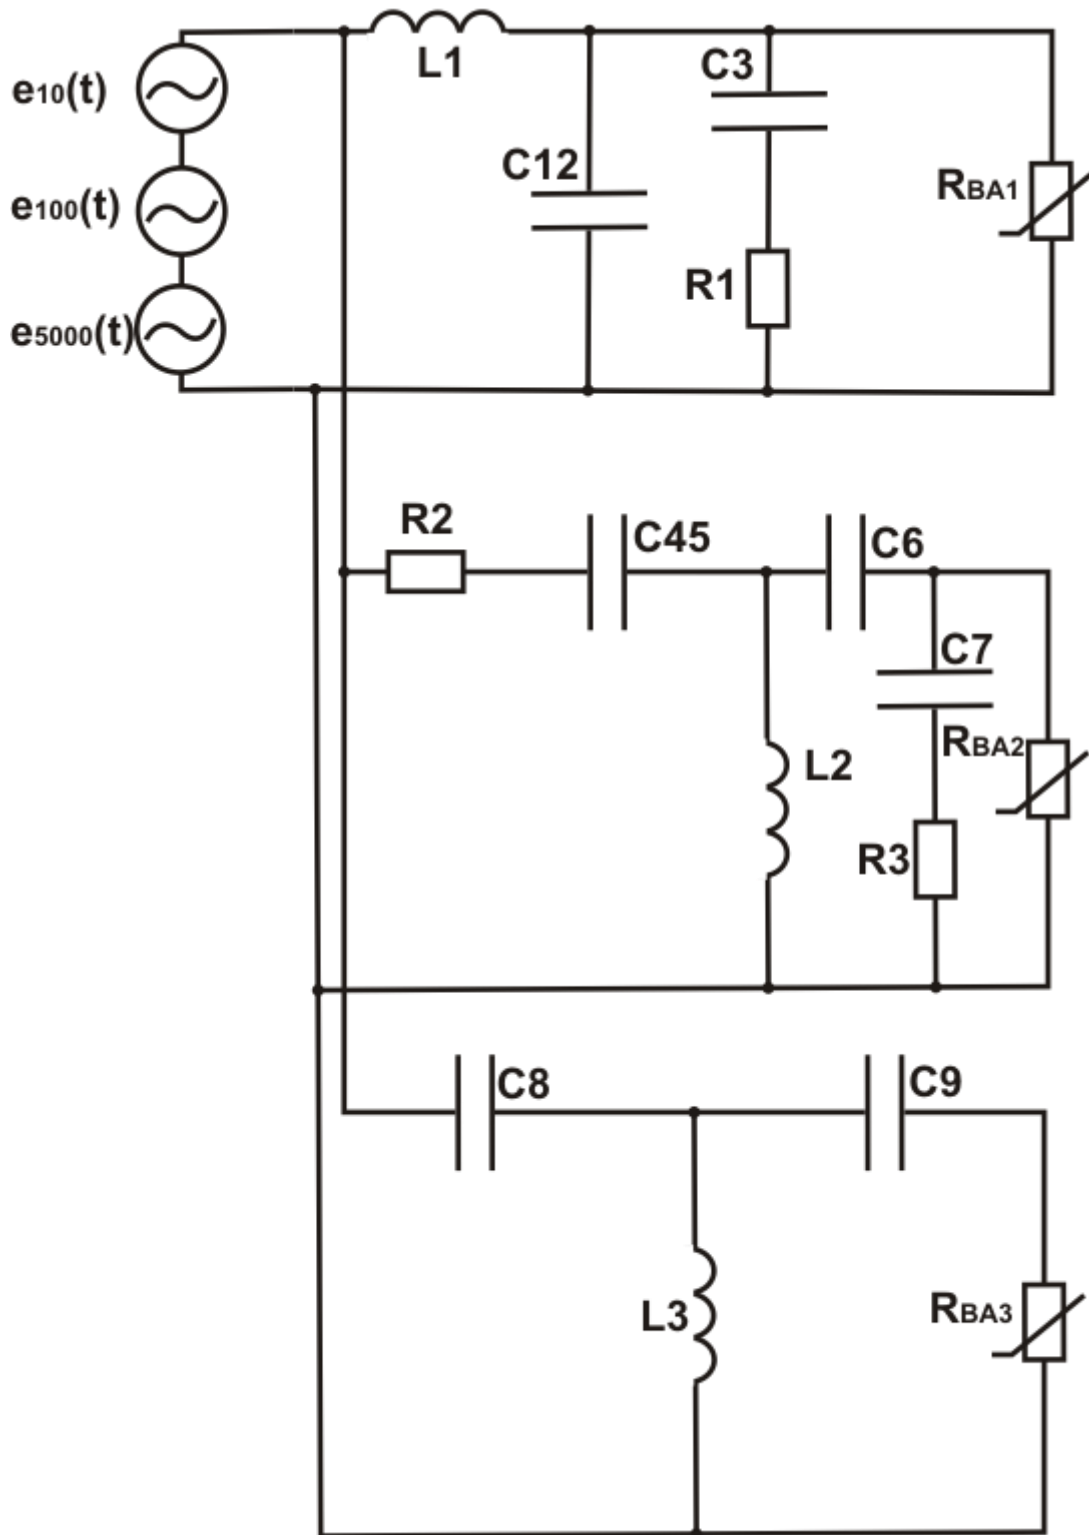 L1
C3
e10(t)
C12
RBA1
e100(t)
R1
e5000(t)
R2
C45
C6
C7
RBA2
L2
R3
C8
C9
L3
RBA3